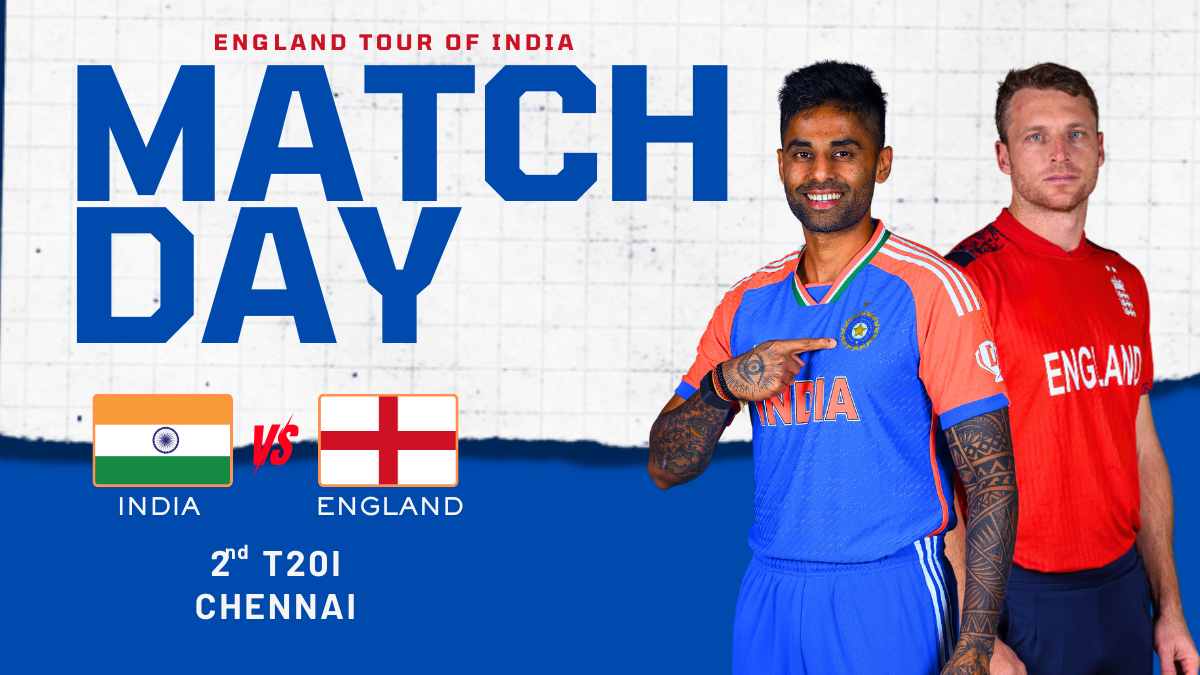 ENGLAND TOUR OF INDIA
MATCH
DAY
VS
INDIA
ENGLAND
2nd T20I
CHENNAI
INDIA
ENGLAND